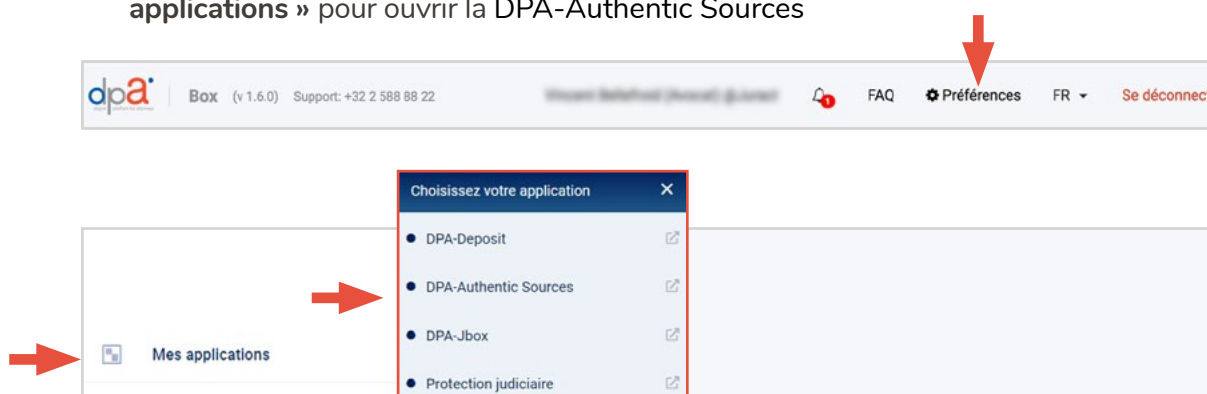 applications » pour ouvrir la DPA-Authentic Sources
dpa Box (v 1.6.0) Support: +32 2 588 88 22 1 FAQ Préférences FR Se déconnect
Choisissez votre application
DPA-Deposit
DPA-Authentic Sources
DPA-Jbox
Mes applications
Protection judiciaire